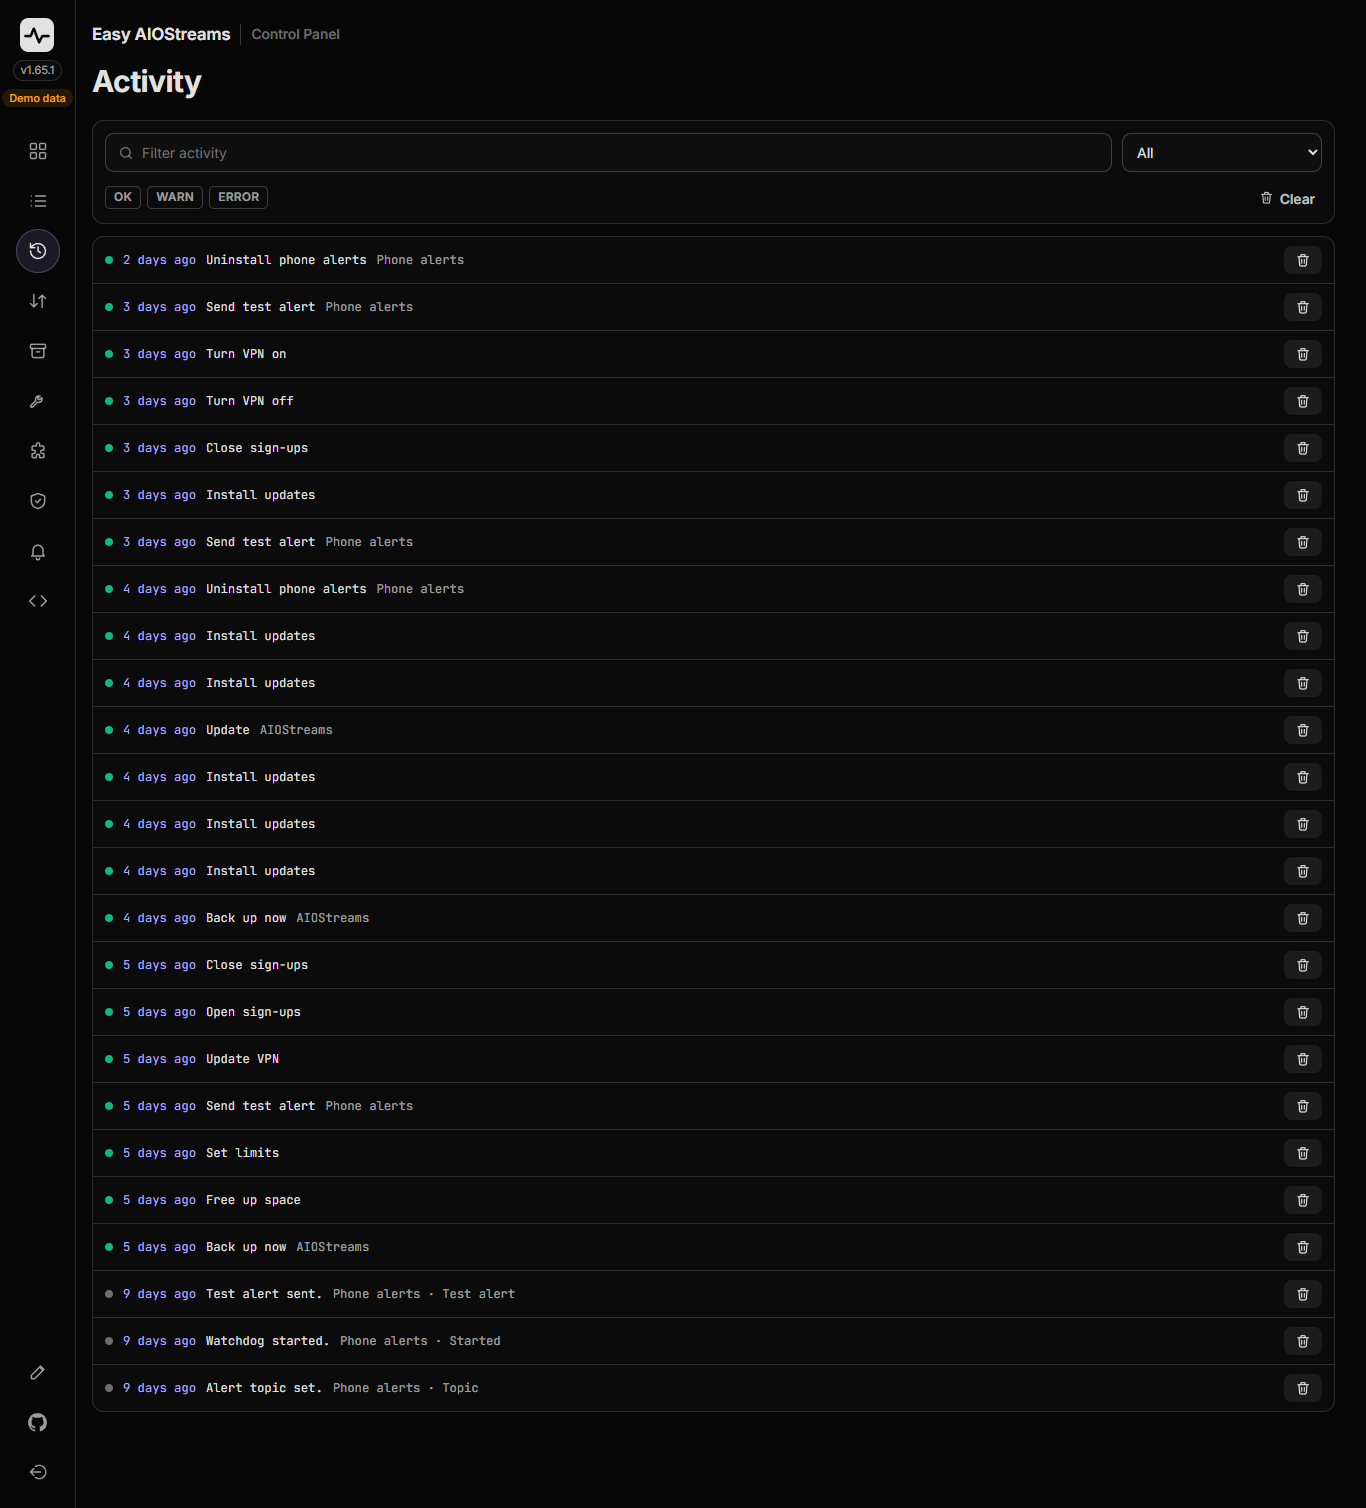 Easy AIOStreams Control Panel
v1.65.1
Demo data
Activity
Filter activity
All
OK WARN ERROR
Clear
2 days ago Uninstall phone alerts Phone alerts
3 days ago Send test alert Phone alerts
3 days ago Turn VPN on
3 days ago Turn VPN off
3 days ago Close sign-ups
3 days ago Install updates
3 days ago Send test alert Phone alerts
4 days ago Uninstall phone alerts Phone alerts
4 days ago Install updates
4 days ago Install updates
4 days ago Update AIOStreams
4 days ago Install updates
4 days ago Install updates
4 days ago Install updates
4 days ago Back up now AIOStreams
5 days ago Close sign-ups
5 days ago Open sign-ups
5 days ago Update VPN
5 days ago Send test alert Phone alerts
5 days ago Set limits
5 days ago Free up space
5 days ago Back up now AIOStreams
9 days ago Test alert sent. Phone alerts · Test alert
9 days ago Watchdog started. Phone alerts · Started
9 days ago Alert topic set. Phone alerts · Topic